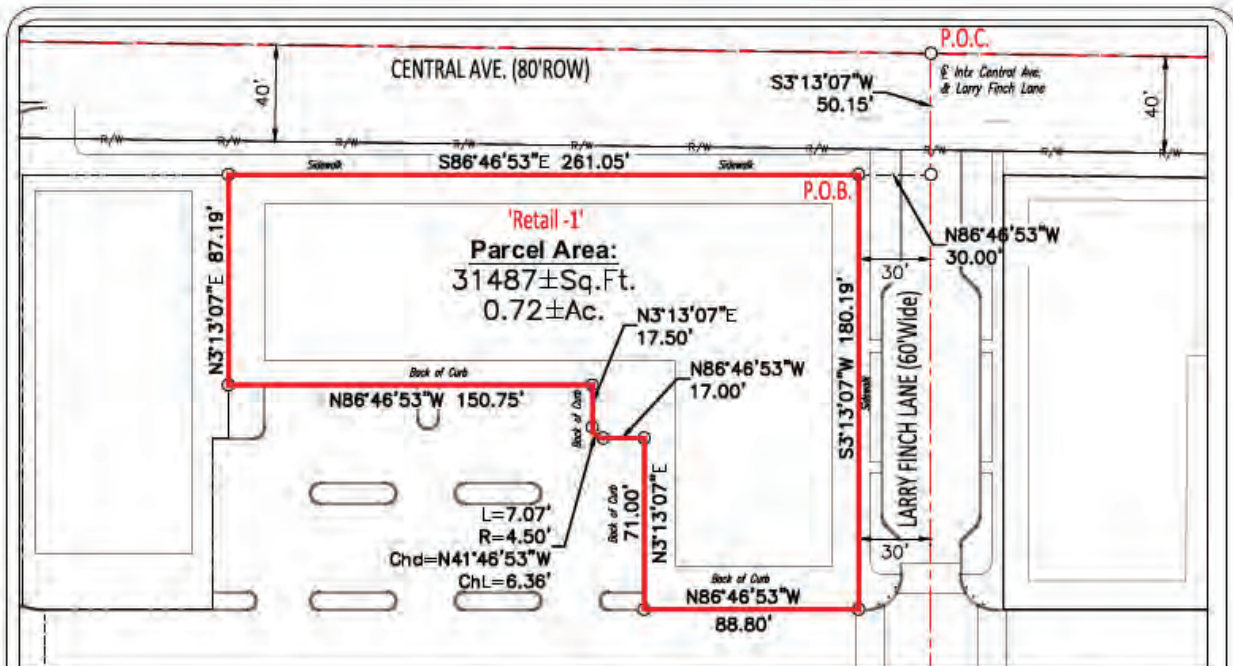 P.O.C.
℄ Intx Central Ave.
& Larry Finch Lane
CENTRAL AVE. (80'ROW)
S3°13'07"W
50.15'
40'
40'
R/W
R/W
R/W
R/W
R/W
R/W
R/W
R/W
R/W
R/W
Sidewalk
S86°46'53"E 261.05'
Sidewalk
P.O.B.
'Retail -1'
Parcel Area:
31487±Sq.Ft.
0.72±Ac.
N86°46'53"W
30.00'
30'
N3°13'07"E 87.19'
N3°13'07"E
17.50'
N86°46'53"W
17.00'
S3°13'07"W 180.19'
Sidewalk
LARRY FINCH LANE (60'Wide)
Back of Curb
N86°46'53"W 150.75'
Back of Curb
L=7.07'
R=4.50'
Chd=N41°46'53"W
ChL=6.36'
Back of Curb
71.00'
N3°13'07"E
30'
Back of Curb
N86°46'53"W
88.80'